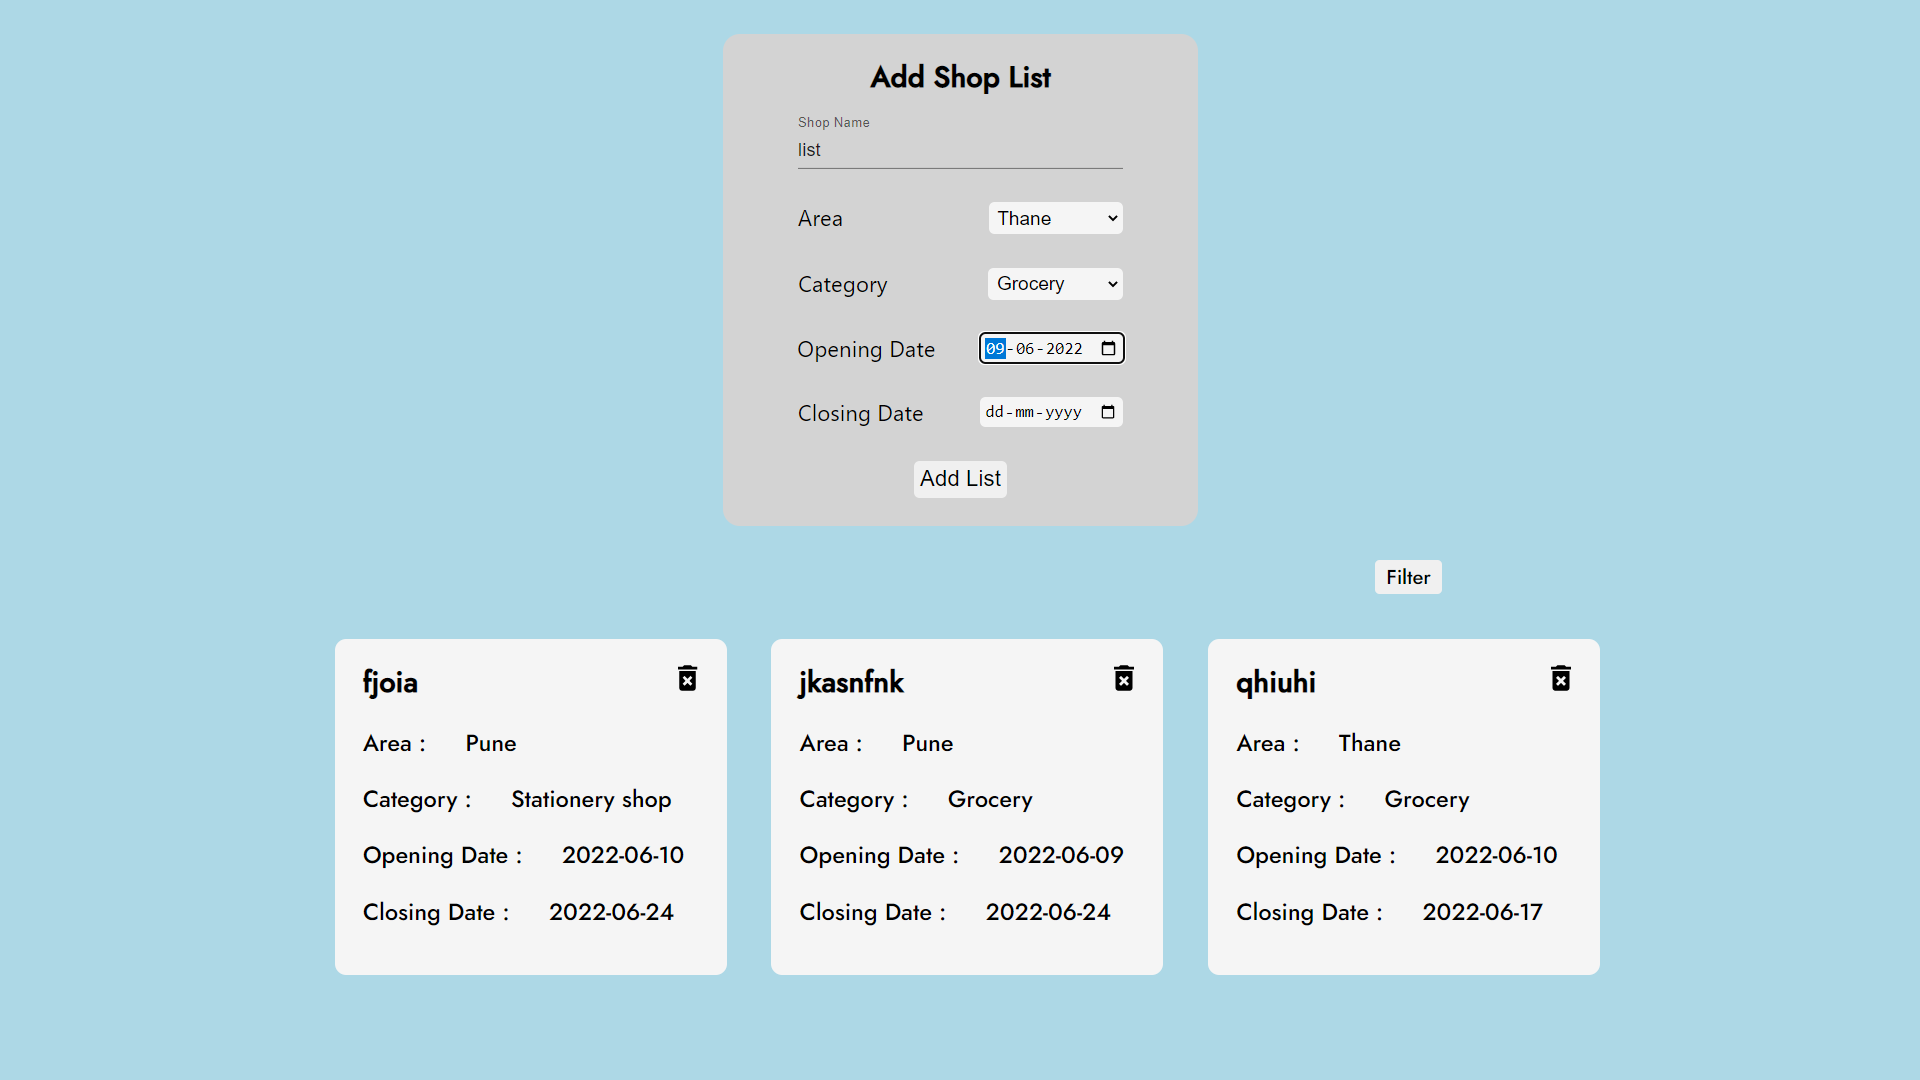 Add Shop List
Shop Name
list
Area Thane
Category Grocery
Opening Date 09-06-2022
Closing Date dd-mm-yyyy
Add List
Filter
fjoia
Area : Pune
Category : Stationery shop
Opening Date : 2022-06-10
Closing Date : 2022-06-24
jkasnfnk
Area : Pune
Category : Grocery
Opening Date : 2022-06-09
Closing Date : 2022-06-24
qhiuhi
Area : Thane
Category : Grocery
Opening Date : 2022-06-10
Closing Date : 2022-06-17